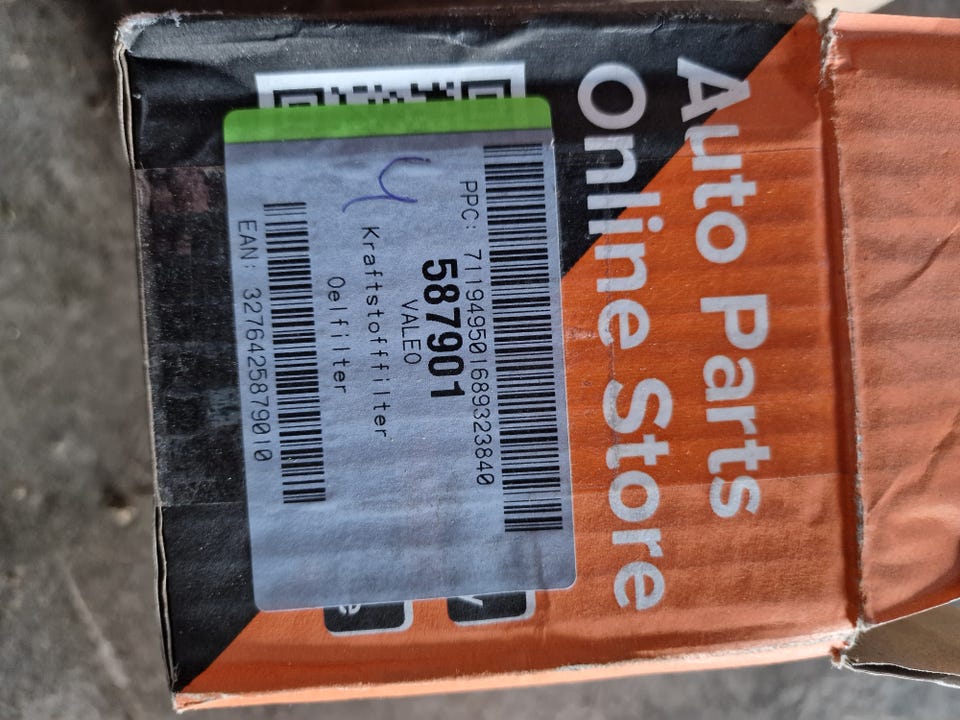 Auto Parts
Online Store
PPC: 711949501689323840
587901
VALEO
Kraftstofffilter
Oelfilter
EAN: 3276425879010